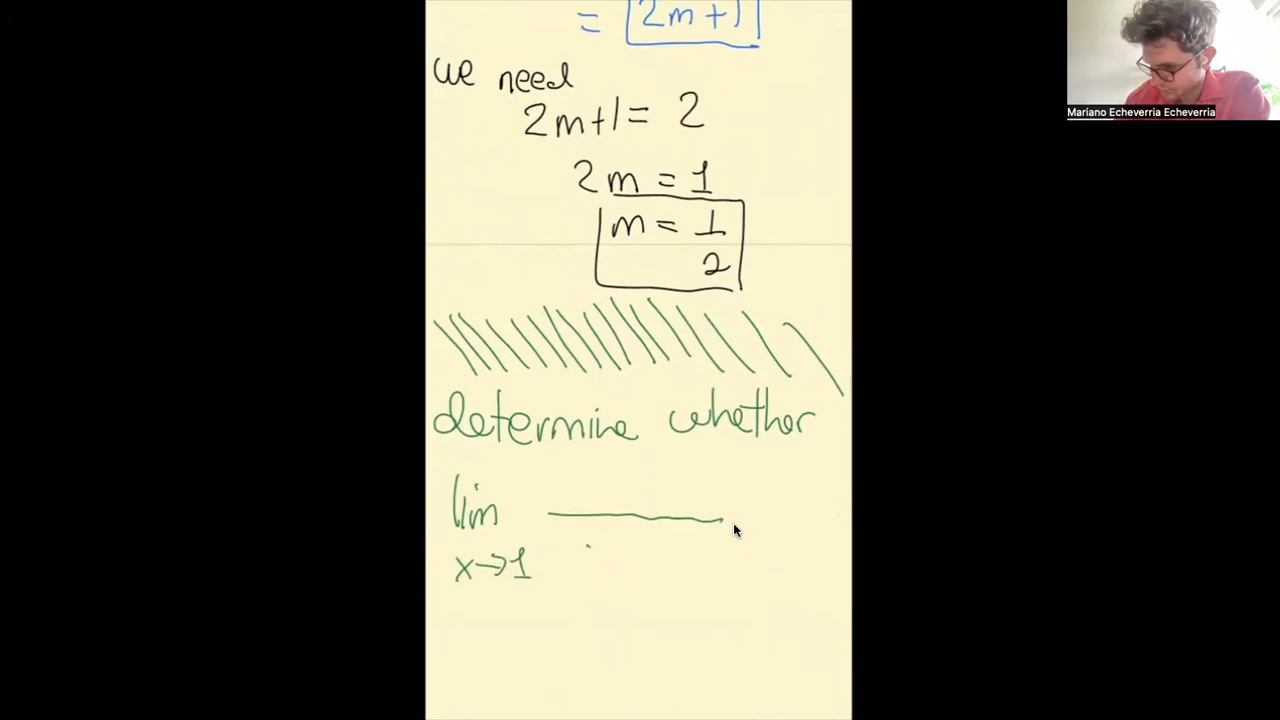 = 2m+1
we need
2m+1= 2
2m = 1
m = 1
2
determine whether
lim
x→1
Mariano Echeverria Echeverria